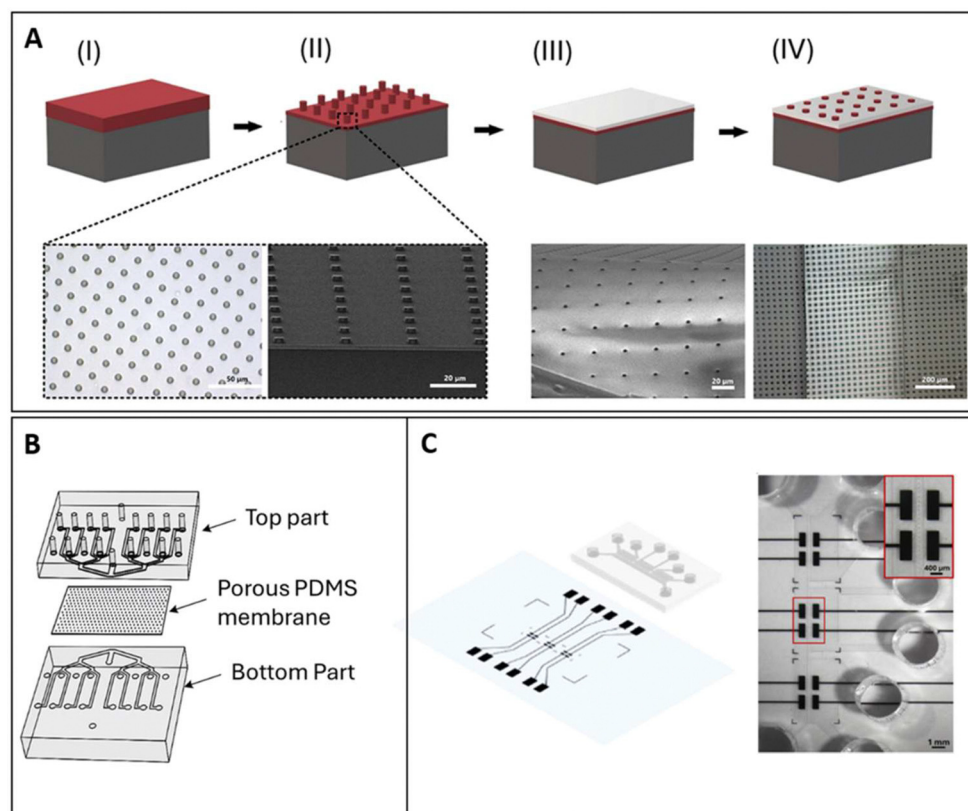 A
(I)
(II)
(III)
(IV)
50 μm
20 μm
20 μm
200 μm
B
Top part
Porous PDMS
membrane
Bottom Part
C
400 μm
1 mm